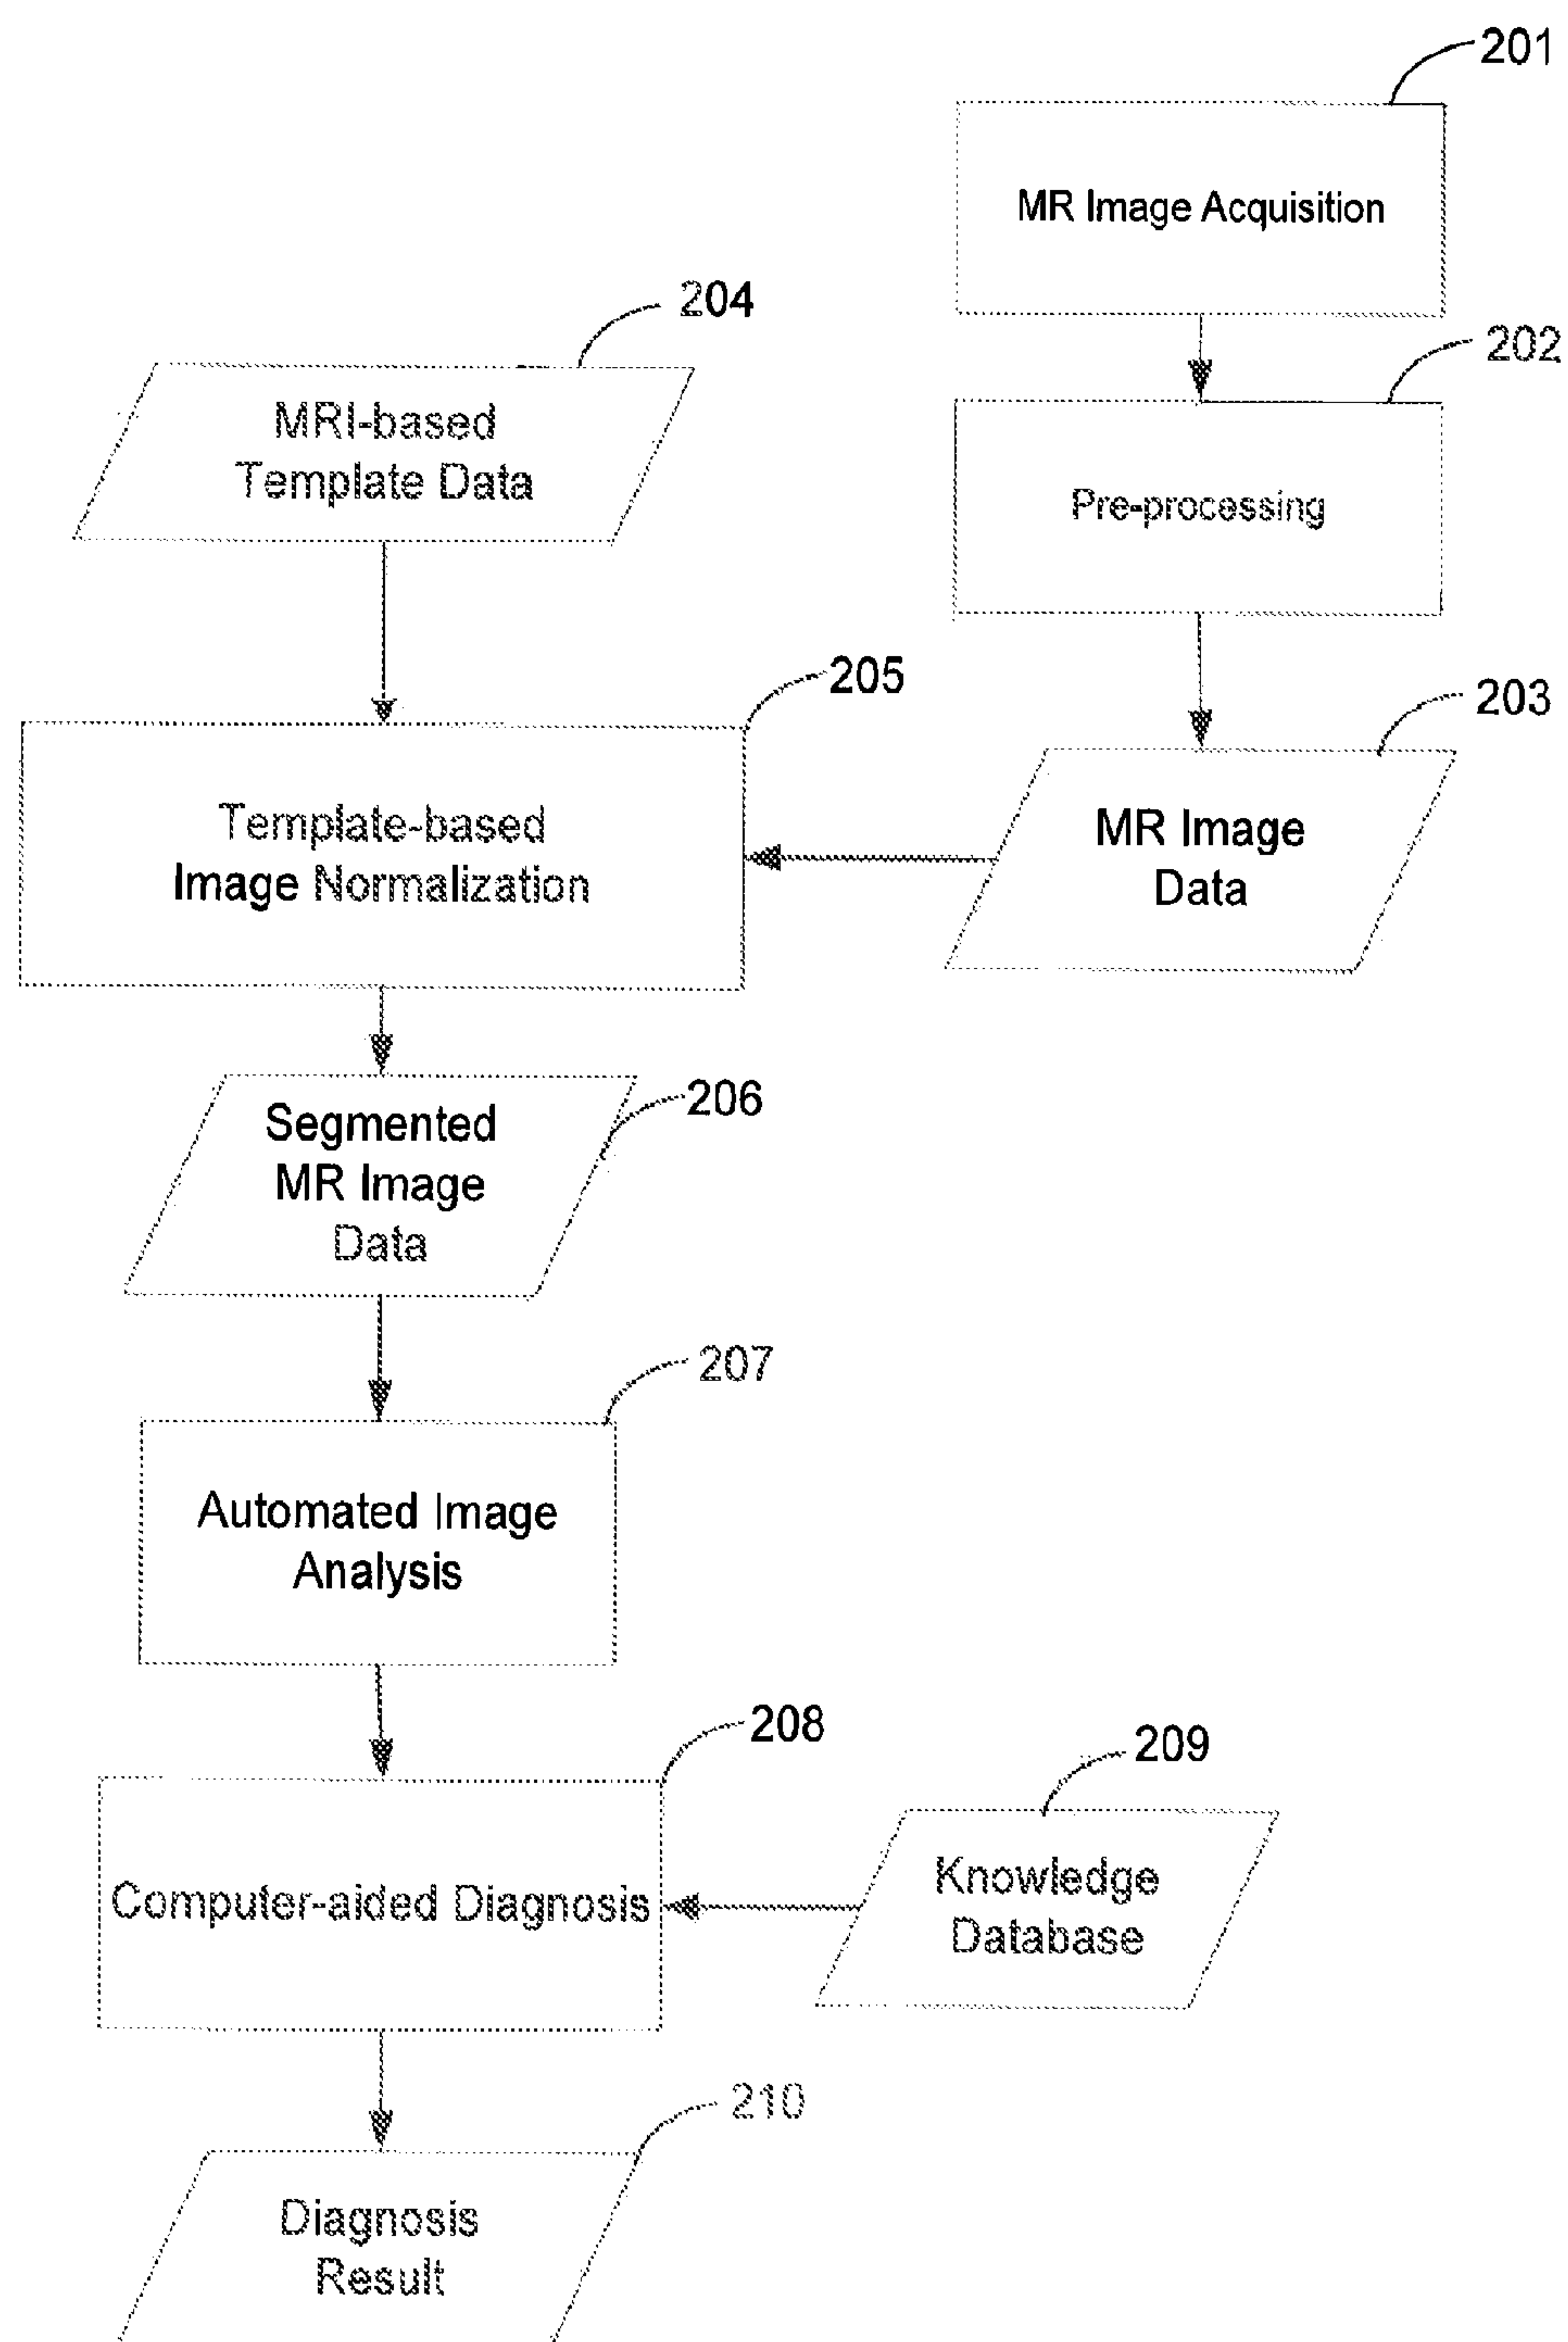 201
MR Image Acquisition
202
Pre-processing
203
MR Image
Data
204
MRI-based
Template Data
205
Template-based
Image Normalization
206
Segmented
MR Image
Data
207
Automated Image
Analysis
208
Computer-aided Diagnosis
209
Knowledge
Database
210
Diagnosis
Result